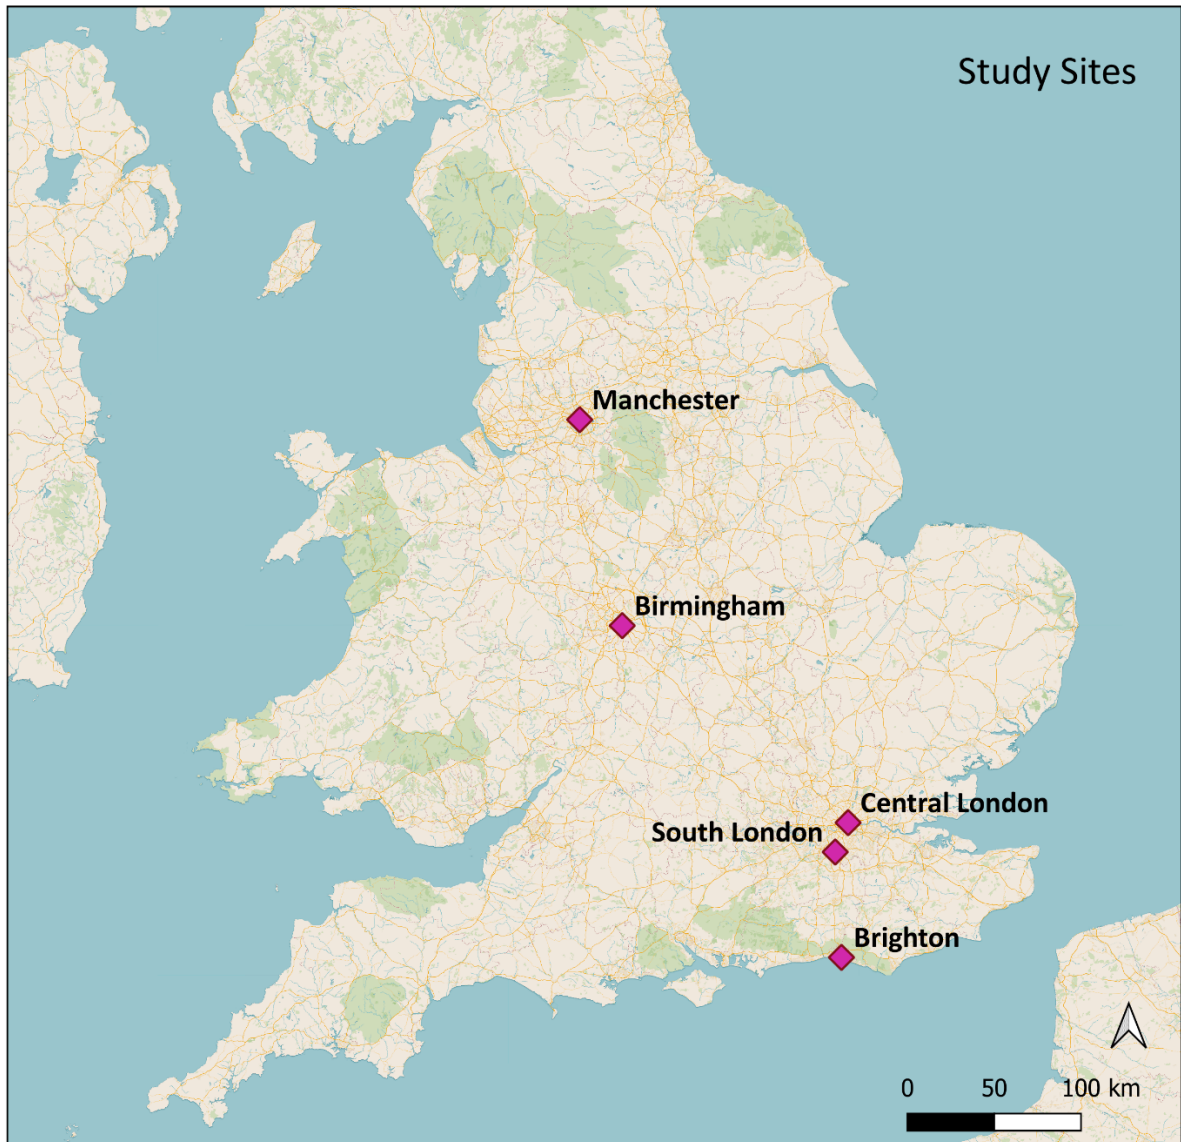 Study Sites
Manchester
Birmingham
Central London
South London
Brighton
0 50 100 km